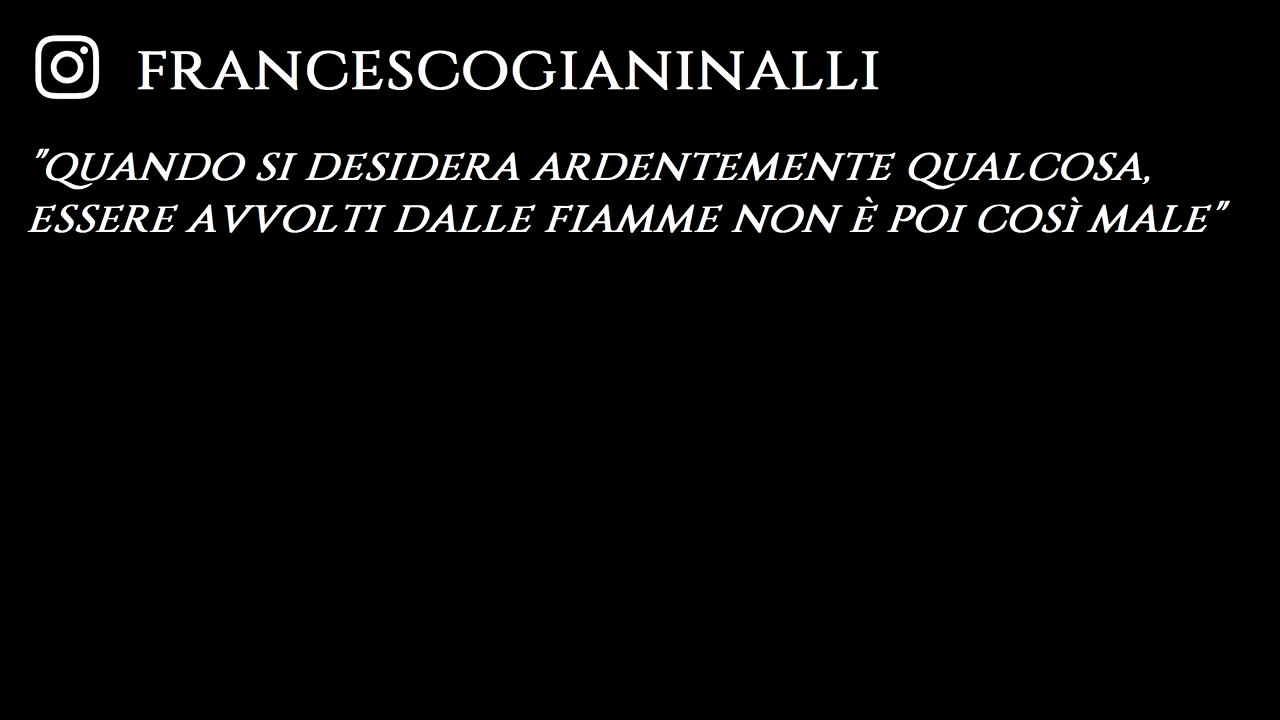 FRANCESCOGIANINALLI
"QUANDO SI DESIDERA ARDENTEMENTE QUALCOSA,
ESSERE AVVOLTI DALLE FIAMME NON È POI COSÌ MALE"